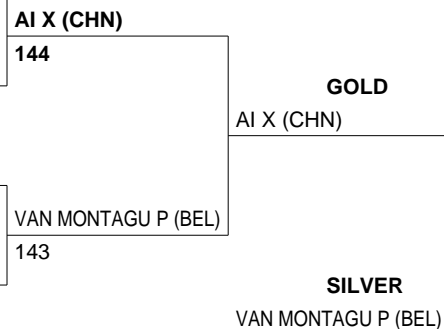 AI X (CHN)
144
GOLD
AI X (CHN)
VAN MONTAGU P (BEL)
143
SILVER
VAN MONTAGU P (BEL)